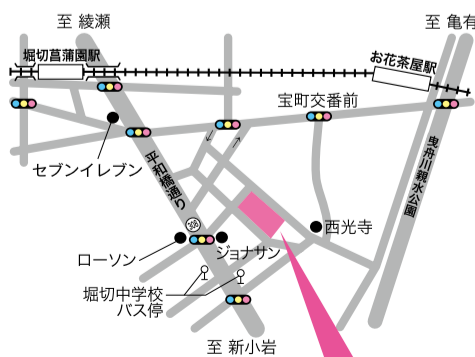 至 綾瀬
至 亀有
堀切菖蒲園駅
お花茶屋駅
宝町交番前
セブンイレブン
平和橋通り
曳舟川親水公園
308
西光寺
ローソン
ジョナサン
堀切中学校
バス停
至 新小岩